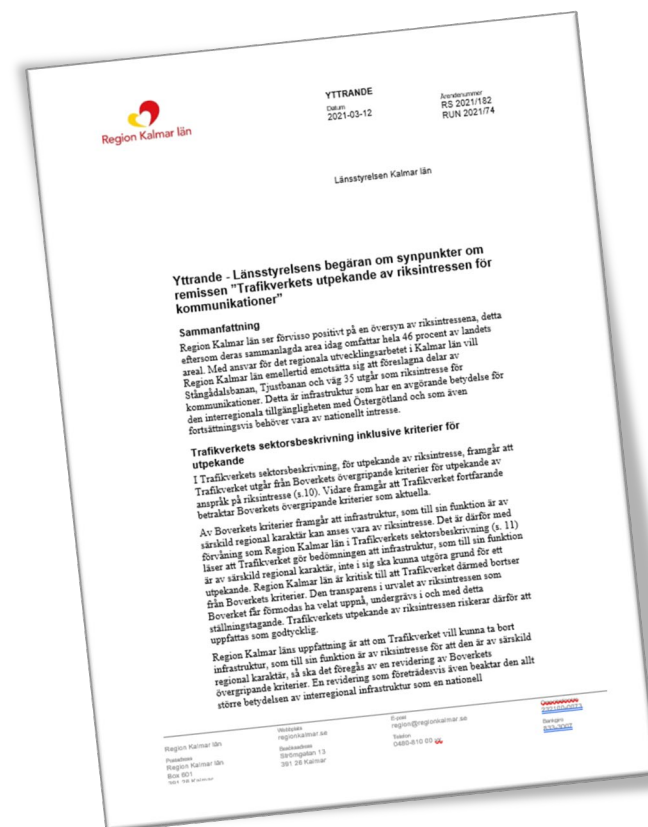 Region Kalmar län
YTTRANDE
Datum
2021-03-12
Ärendenummer
RS 2021/182
RUN 2021/74
Länsstyrelsen Kalmar län
Yttrande - Länsstyrelsens begäran om synpunkter om
remissen ”Trafikverkets utpekande av riksintressen för
kommunikationer”
Sammanfattning
Region Kalmar län ser förvisso positivt på en översyn av riksintressena, detta
eftersom deras sammanlagda area idag omfattar hela 46 procent av landets
areal. Med ansvar för det regionala utvecklingsarbetet i Kalmar län vill
Region Kalmar län emellertid emotsätta sig att föreslagna delar av
Stångådalsbanan, Tjustbanan och väg 35 utgår som riksintresse för
kommunikationer. Detta är infrastruktur som har en avgörande betydelse för
den interregionala tillgängligheten med Östergötland och som även
fortsättningsvis behöver vara av nationellt intresse.
Trafikverkets sektorsbeskrivning inklusive kriterier för
utpekande
I Trafikverkets sektorsbeskrivning, för utpekande av riksintresse, framgår att
Trafikverket utgår från Boverkets övergripande kriterier för utpekande av
anspråk på riksintresse (s.10). Vidare framgår att Trafikverket fortfarande
betraktar Boverkets övergripande kriterier som aktuella.
Av Boverkets kriterier framgår att infrastruktur, som till sin funktion är av
särskild regional karaktär kan anses vara av riksintresse. Det är därför med
förvåning som Region Kalmar län i Trafikverkets sektorsbeskrivning (s. 11)
läser att Trafikverket gör bedömningen att infrastruktur, som till sin funktion
är av särskild regional karaktär, inte i sig ska kunna utgöra grund för ett
utpekande. Region Kalmar län är kritisk till att Trafikverket därmed bortser
från Boverkets kriterier. Den transparens i urvalet av riksintressen som
Boverket får förmodas ha velat uppnå, undergrävs i och med detta
ställningstagande. Trafikverkets utpekande av riksintressen riskerar därför att
uppfattas som godtycklig.
Region Kalmar läns uppfattning är att om Trafikverket vill kunna ta bort
infrastruktur, som till sin funktion är av riksintresse för att den är av särskild
regional karaktär, så ska det föregås av en revidering av Boverkets
övergripande kriterier. En revidering som företrädesvis även beaktar den allt
större betydelsen av interregional infrastruktur som en nationell
Region Kalmar län
Postadress
Region Kalmar län
Box 601
Webbplats
regionkalmar.se
Besöksadress
Strömgatan 13
391 26 Kalmar
E-post
region@regionkalmar.se
Telefon
0480-810 00
Bankgiro